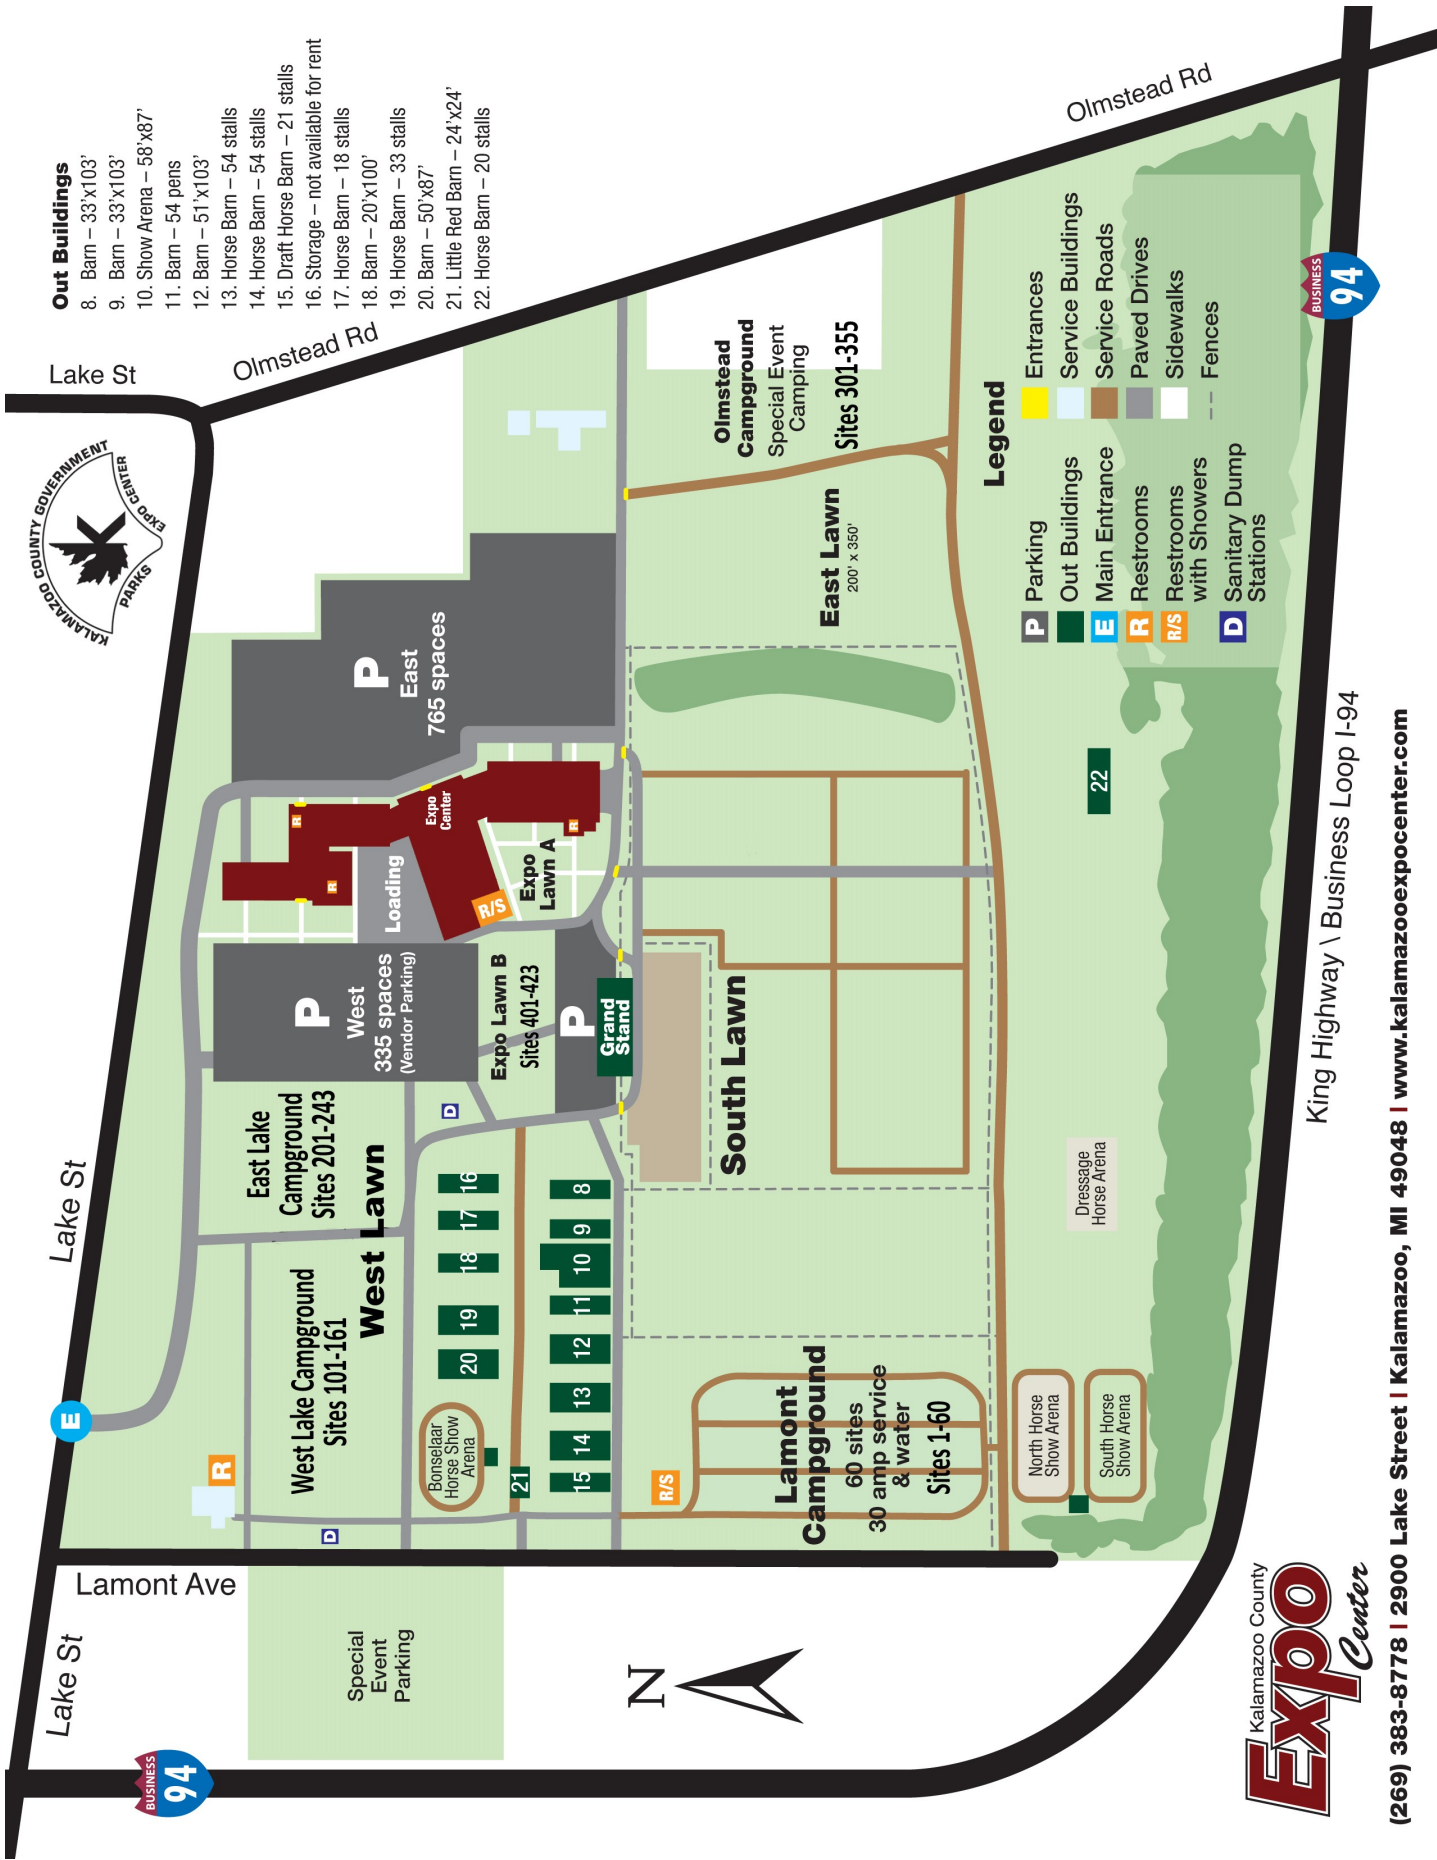 Out Buildings
8. Barn – 33'x103'
9. Barn – 33'x103'
10. Show Arena – 58'x87'
11. Barn – 54 pens
12. Barn – 51'x103'
13. Horse Barn – 54 stalls
14. Horse Barn – 54 stalls
15. Draft Horse Barn – 21 stalls
16. Storage – not available for rent
17. Horse Barn – 18 stalls
18. Barn – 20'x100'
19. Horse Barn – 33 stalls
20. Barn – 50'x87'
21. Little Red Barn – 24'x24'
22. Horse Barn – 20 stalls
KALAMAZOO COUNTY GOVERNMENT
K
PARKS
EXPO CENTER
Lake St
Olmstead Rd
Olmstead Rd
Lake St
Lake St
Lamont Ave
E
R
D
Special
Event
Parking
BUSINESS
94
N
West Lake Campground
Sites 101-161
East Lake
Campground
Sites 201-243
West Lawn
D
P
West
335 spaces
(Vendor Parking)
Loading
R
R
Expo
Center
R/S
R
Expo
Lawn A
P
East
765 spaces
Expo Lawn B
Sites 401-423
P
Grand
Stand
16
17
18
19
20
Bonselaar
Horse Show
Arena
21
8
9
10
11
12
13
14
15
R/S
Lamont
Campground
60 sites
30 amp service
& water
Sites 1-60
South Lawn
East Lawn
200' x 350'
Olmstead
Campground
Special Event
Camping
Sites 301-355
22
Dressage
Horse Arena
North Horse
Show Arena
South Horse
Show Arena
Legend
P Parking
Out Buildings
E Main Entrance
R Restrooms
R/S Restrooms
with Showers
D Sanitary Dump
Stations
Entrances
Service Buildings
Service Roads
Paved Drives
Sidewalks
Fences
BUSINESS
94
King Highway \ Business Loop I-94
Kalamazoo County
Expo
Center
(269) 383-8778 | 2900 Lake Street | Kalamazoo, MI 49048 | www.kalamazooexpocenter.com